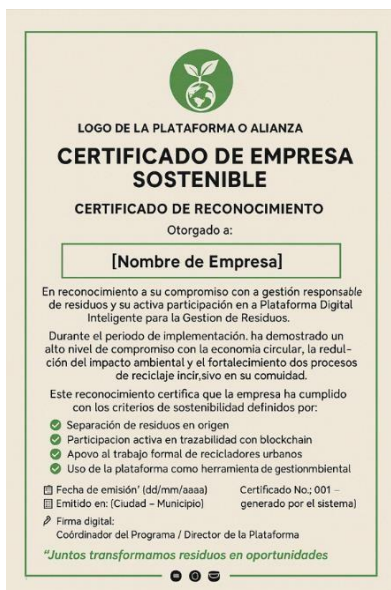 LOGO DE LA PLATAFORMA O ALIANZA
CERTIFICADO DE EMPRESA
SOSTENIBLE
CERTIFICADO DE RECONOCIMIENTO
Otorgado a:
[Nombre de Empresa]
En reconocimiento a su compromiso con a gestión responsable
de residuos y su activa participación en a Plataforma Digital
Inteligente para la Gestion de Residuos.
Durante el periodo de implementación. ha demostrado un
alto nivel de compromiso con la economia circular, la redul-
ción del impacto ambiental y el fortalecimiento dos procesos
de reciclaje incir,sivo en su comuidad.
Este reconocimiento certifica que la empresa ha cumplido
con los criterios de sostenibilidad definidos por:
Separación de residuos en origen
Participacion activa en trazabilidad con blockchain
Apoyo al trabajo formal de recicladores urbanos
Uso de la plataforma como herramienta de gestionmbiental
Fecha de emisión' (dd/mm/aaaa)
Emitido en: (Ciudad – Municipio)
Certificado No.; 001 –
generado por el sistema)
Firma digital:
Coórdinador del Programa / Director de la Plataforma
"Juntos transformamos residuos en oportunidades